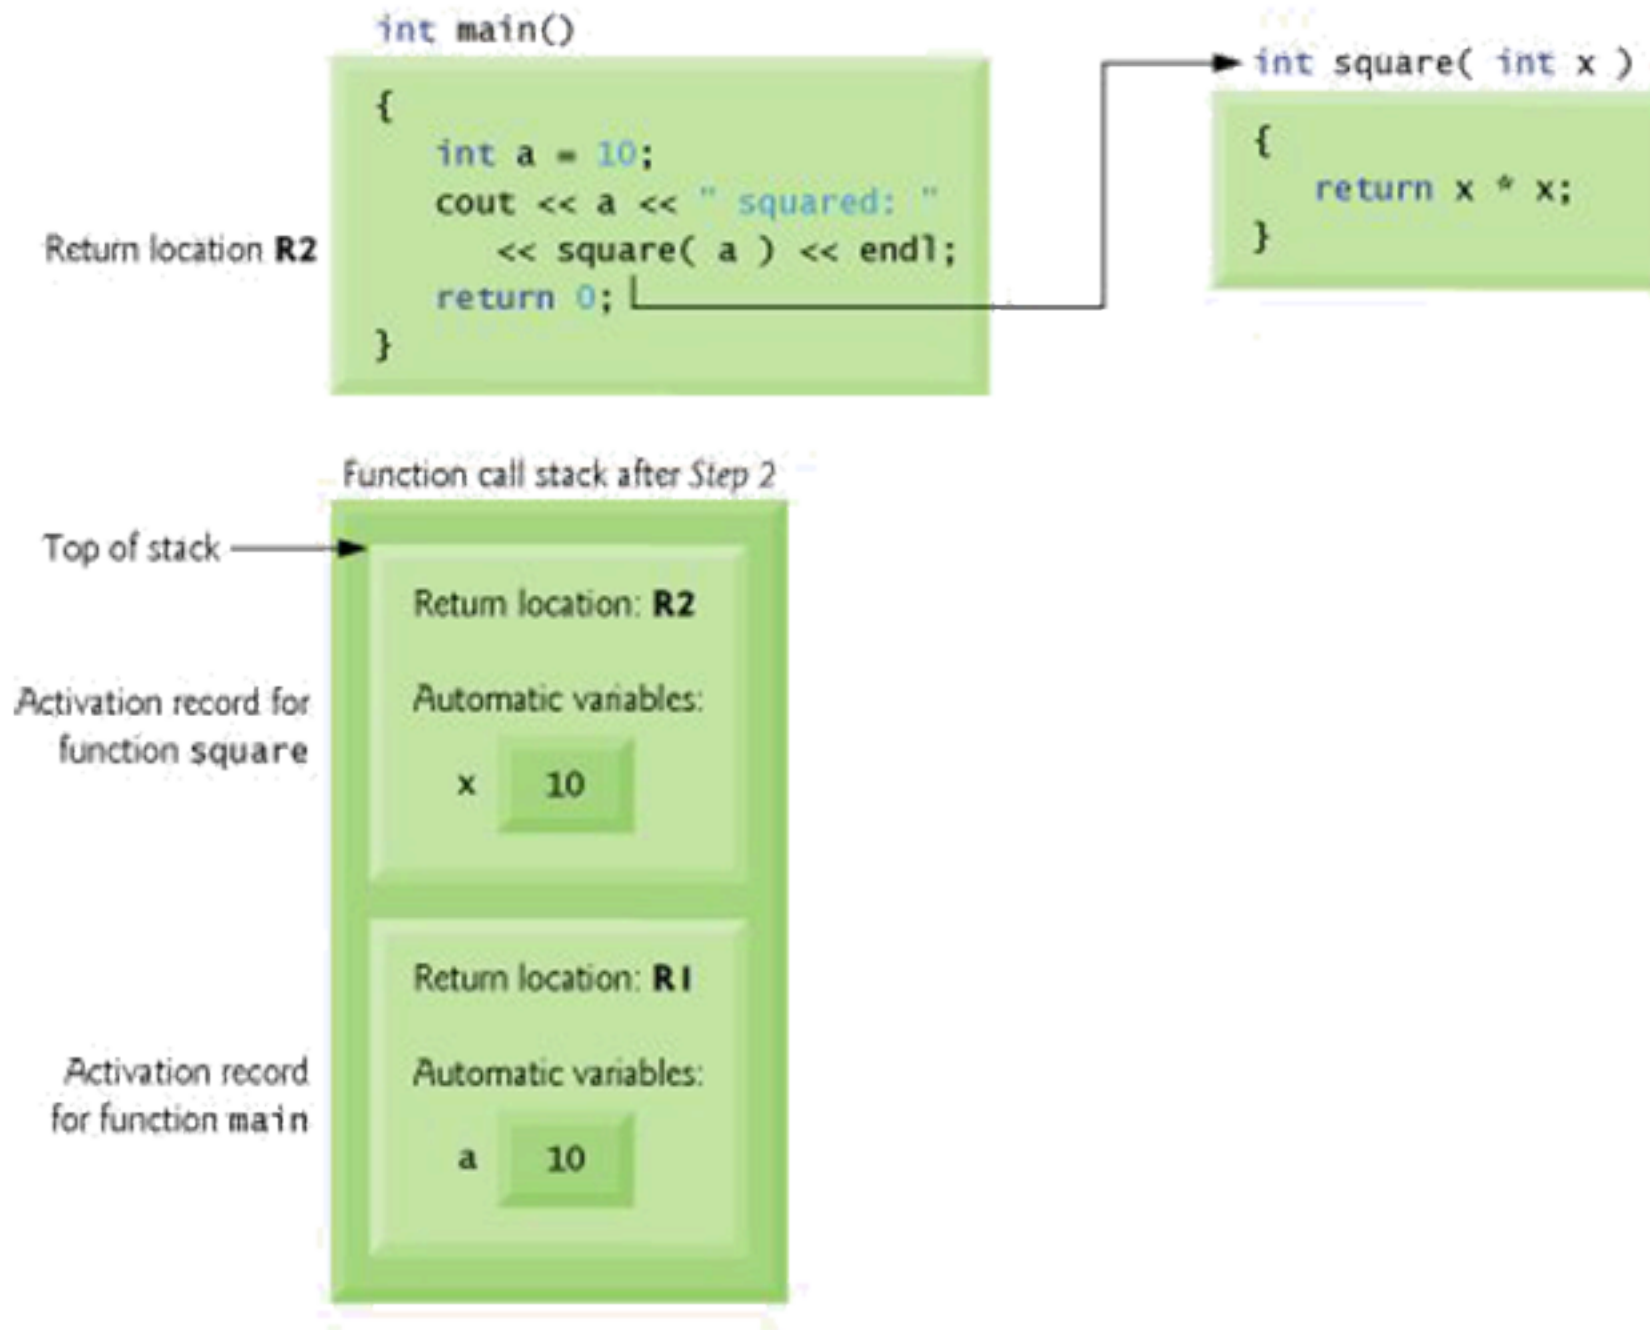 int main()
{
int a = 10;
cout << a << " squared: "
<< square( a ) << endl;
return 0;
}
Return location R2
int square( int x )
{
return x * x;
}
Function call stack after Step 2
Top of stack
Return location: R2
Activation record for
function square
Automatic variables:
x 10
Return location: R1
Activation record
for function main
Automatic variables:
a 10